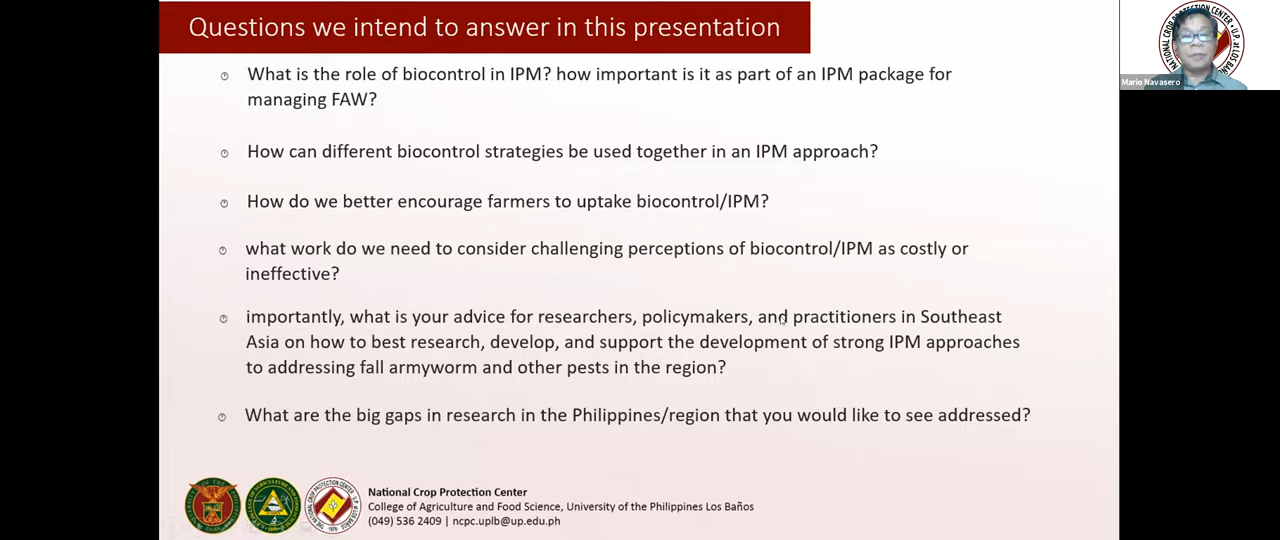 Questions we intend to answer in this presentation
What is the role of biocontrol in IPM? how important is it as part of an IPM package for
managing FAW?
How can different biocontrol strategies be used together in an IPM approach?
How do we better encourage farmers to uptake biocontrol/IPM?
what work do we need to consider challenging perceptions of biocontrol/IPM as costly or
ineffective?
importantly, what is your advice for researchers, policymakers, and practitioners in Southeast
Asia on how to best research, develop, and support the development of strong IPM approaches
to addressing fall armyworm and other pests in the region?
What are the big gaps in research in the Philippines/region that you would like to see addressed?
National Crop Protection Center
College of Agriculture and Food Science, University of the Philippines Los Baños
(049) 536 2409 | ncpc.uplb@up.edu.ph
Mario Navasero